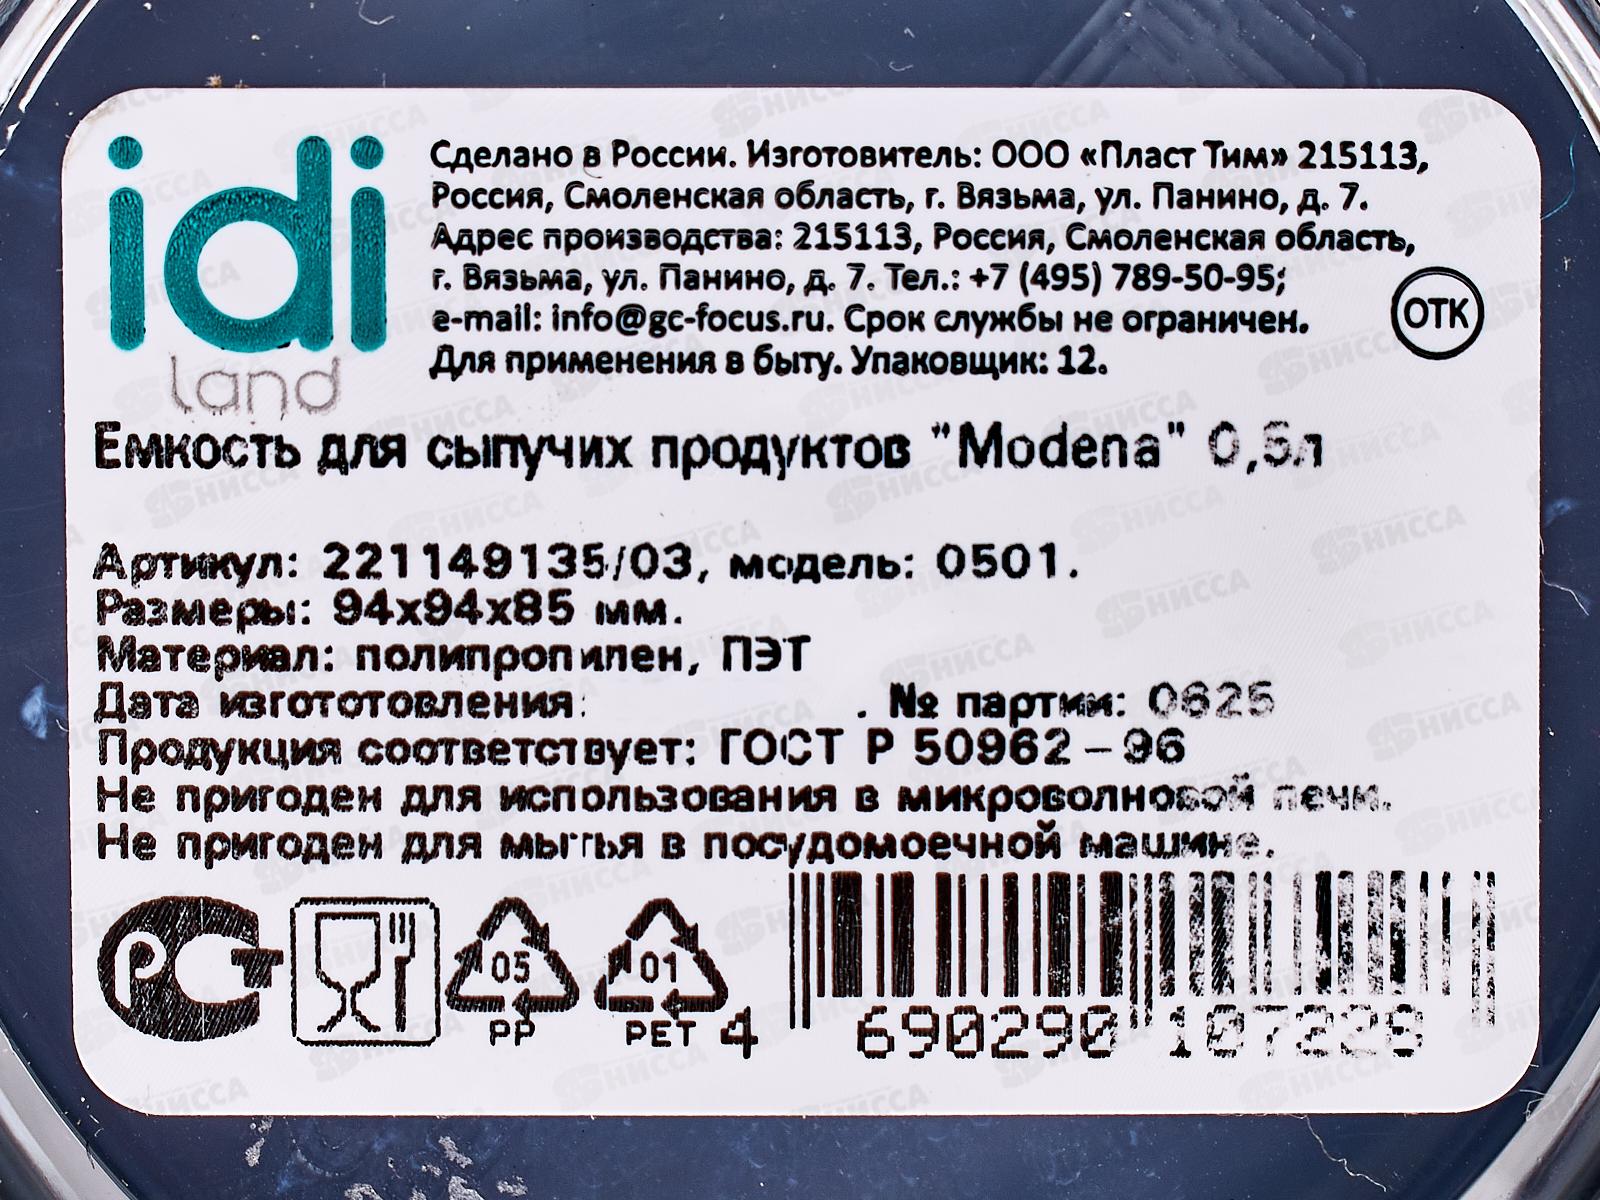 idi
land
Сделано в России. Изготовитель: ООО «Пласт Тим» 215113,
Россия, Смоленская область, г. Вязьма, ул. Панино, д. 7.
Адрес производства: 215113, Россия, Смоленская область,
г. Вязьма, ул. Панино, д. 7. Тел.: +7 (495) 789-50-95;
e-mail: info@gc-focus.ru. Срок службы не ограничен.
Для применения в быту. Упаковщик: 12.
ОТК
Емкость для сыпучих продуктов "Modena" 0,5л
Артикул: 221149135/03, модель: 0501.
Размеры: 94х94х85 мм.
Материал: полипропилен, ПЭТ
Дата изготовления: . № партии: 0625
Продукция соответствует: ГОСТ Р 50962-96
Не пригоден для использования в микроволновой печи.
Не пригоден для мытья в посудомоечной машине.
РСТ
05
PP
01
PET
4 690290 107228
НИССА